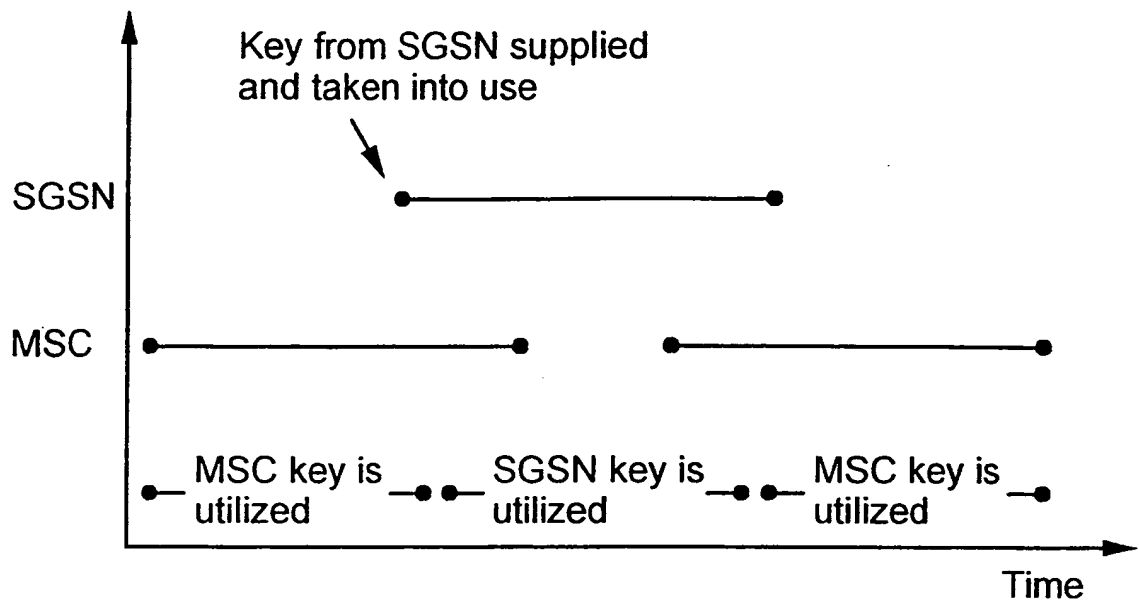 Key from SGSN supplied
and taken into use
SGSN
MSC
MSC key is
utilized
SGSN key is
utilized
MSC key is
utilized
Time